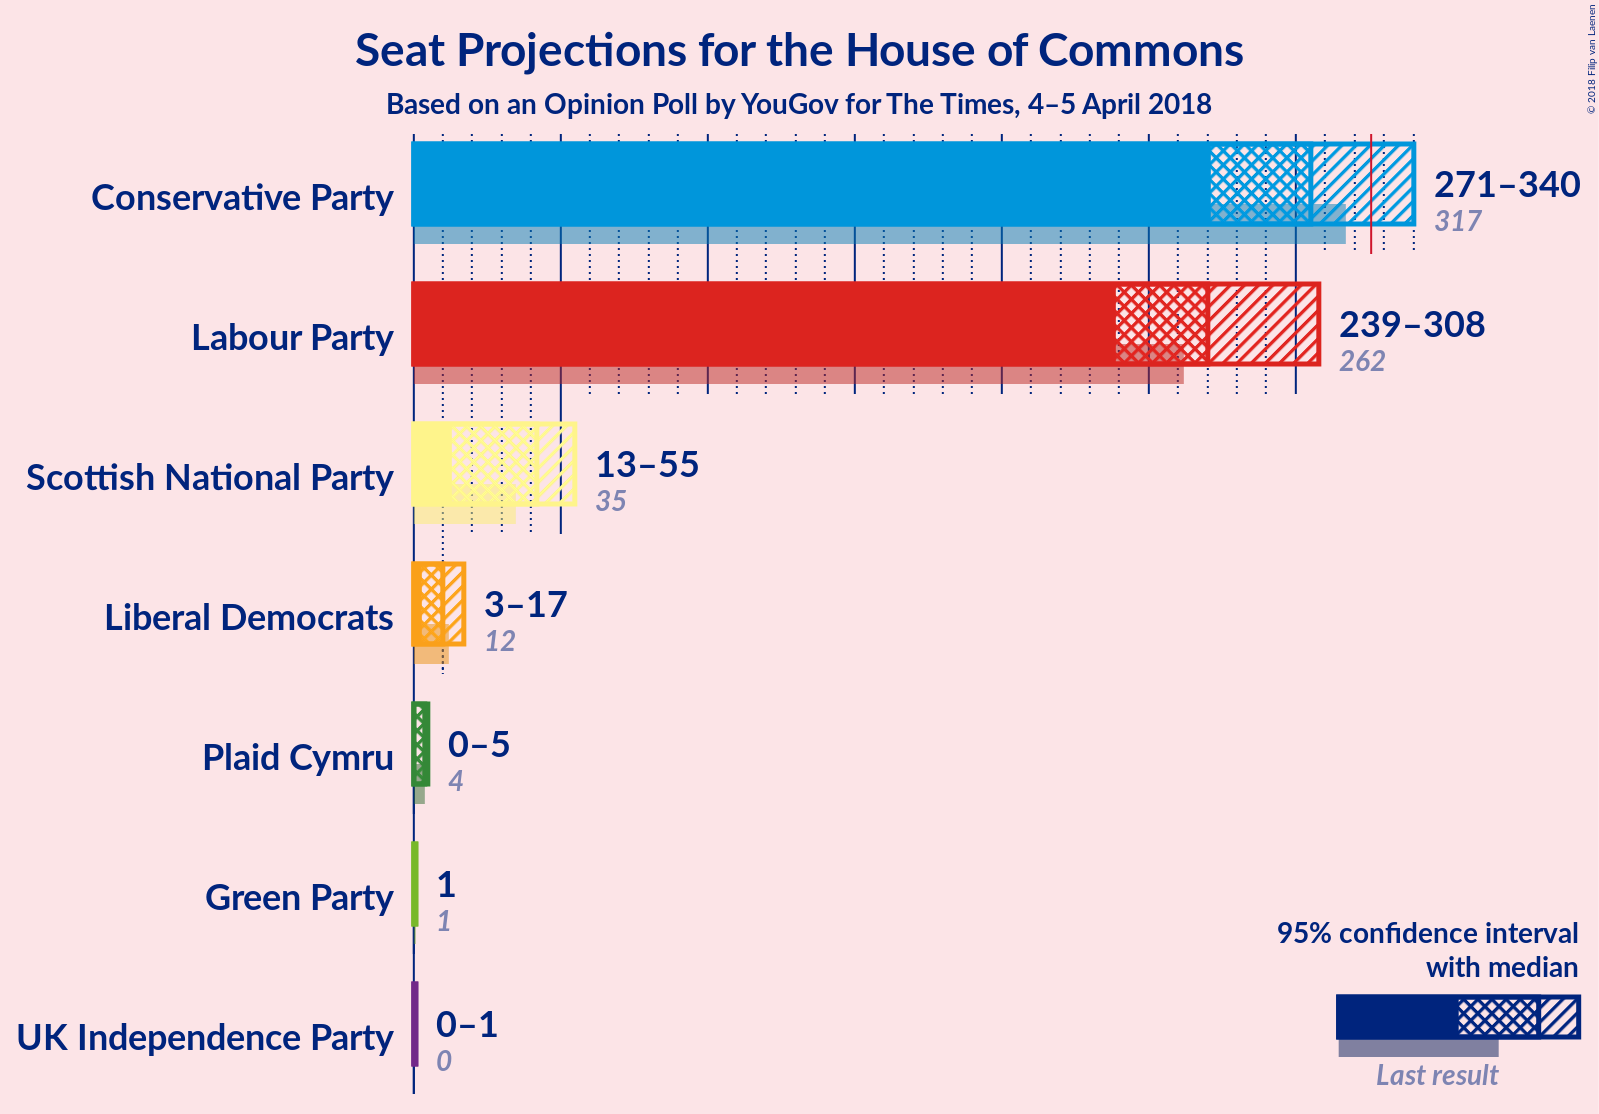 Seat Projections for the House of Commons
Based on an Opinion Poll by YouGov for The Times, 4–5 April 2018
© 2018 Filip van Laenen
Conservative Party
271–340
317
Labour Party
239–308
262
Scottish National Party
13–55
35
Liberal Democrats
3–17
12
Plaid Cymru
0–5
4
Green Party
1
1
UK Independence Party
0–1
0
95% confidence interval
with median
Last result